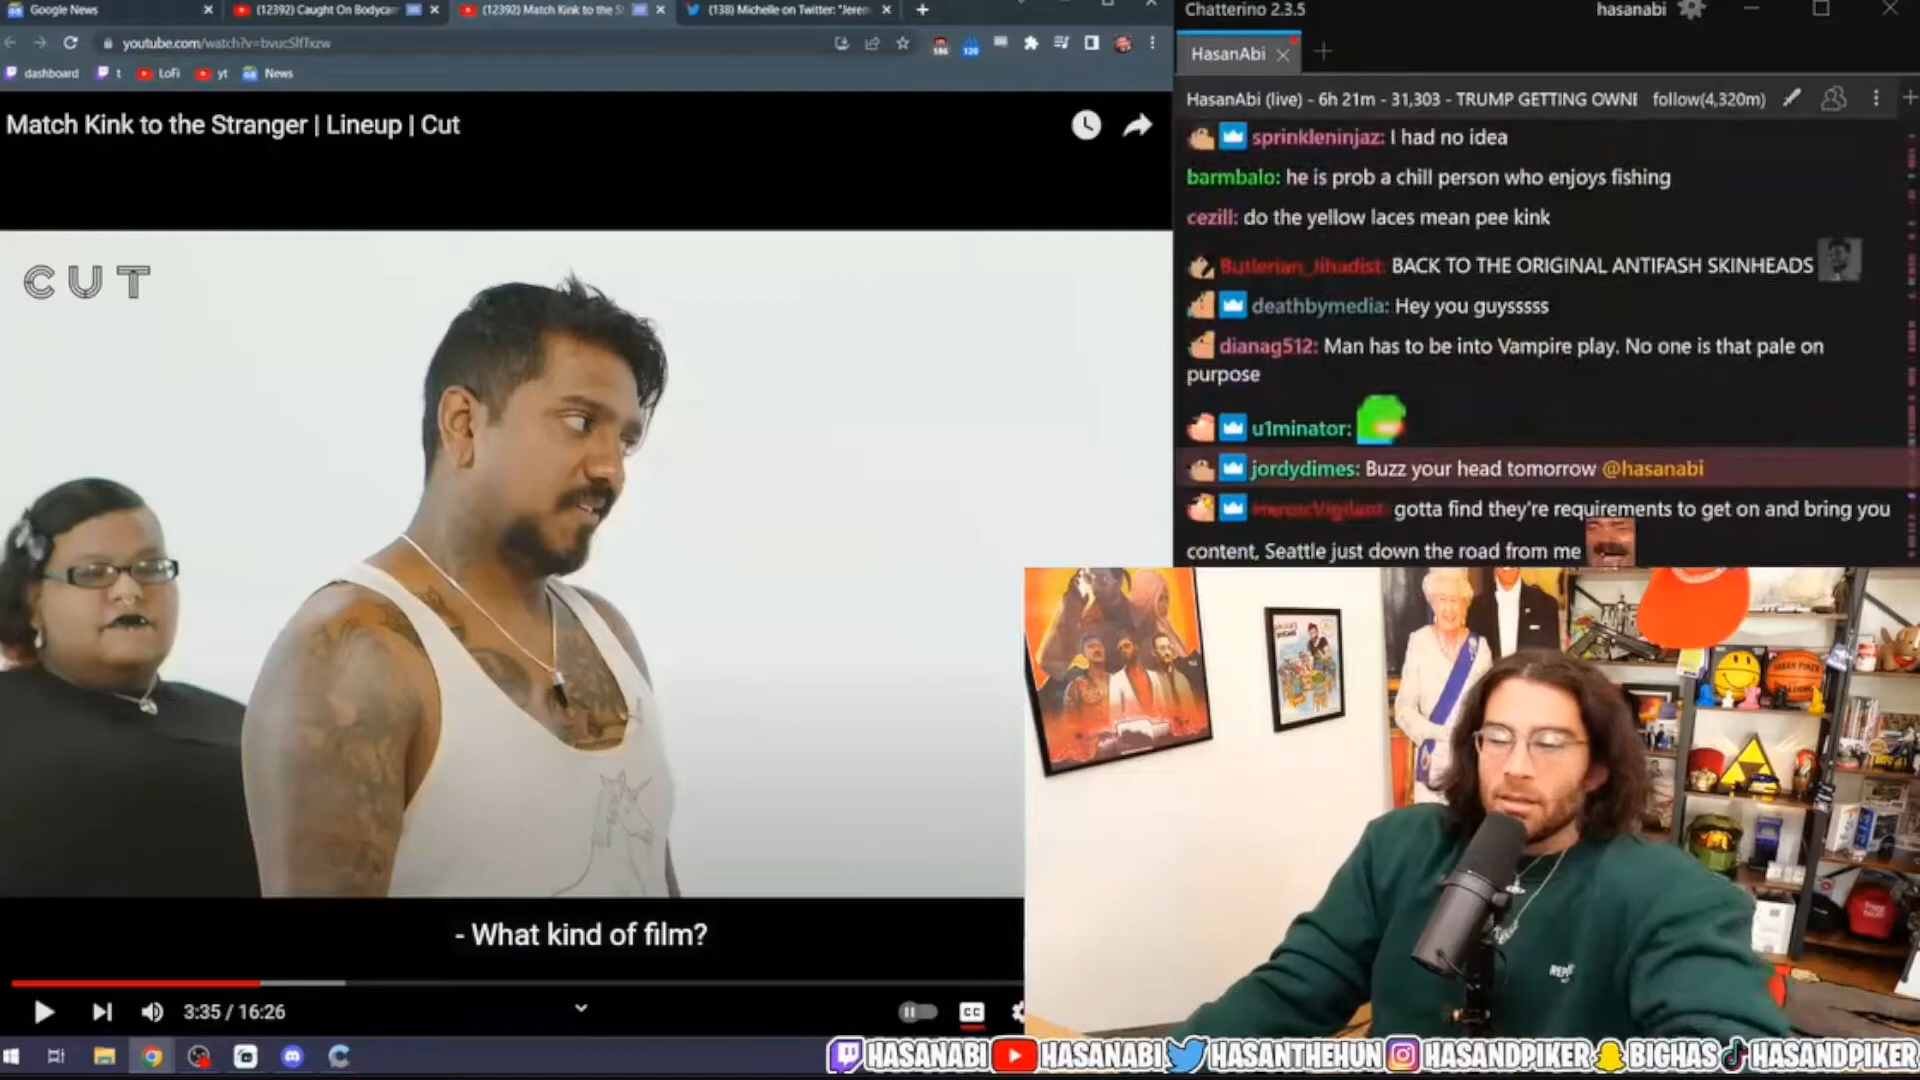 Google News
(12392) Caught On Bodycam
(12392) Match Kink to the St
(138) Michelle on Twitter: "Jerem
youtube.com/watch?v=bvucSlfTxzw
186
120
dashboard
t
LoFi
yt
News
Match Kink to the Stranger | Lineup | Cut
CUT
- What kind of film?
3:35 / 16:26
CC
Chatterino 2.3.5
hasanabi
HasanAbi
HasanAbi (live) - 6h 21m - 31,303 - TRUMP GETTING OWNE
follow(4,320m)
sprinkleninjaz: I had no idea
barmbalo: he is prob a chill person who enjoys fishing
cezill: do the yellow laces mean pee kink
Butlerian_Jihadist: BACK TO THE ORIGINAL ANTIFASH SKINHEADS
deathbymedia: Hey you guysssss
dianag512: Man has to be into Vampire play. No one is that pale on
purpose
u1minator:
jordydimes: Buzz your head tomorrow @hasanabi
HeroicVigilant: gotta find they're requirements to get on and bring you
content, Seattle just down the road from me
HASANABI HASANABI HASANTHEHUN HASANDPIKER BIGHAS HASANDPIKER